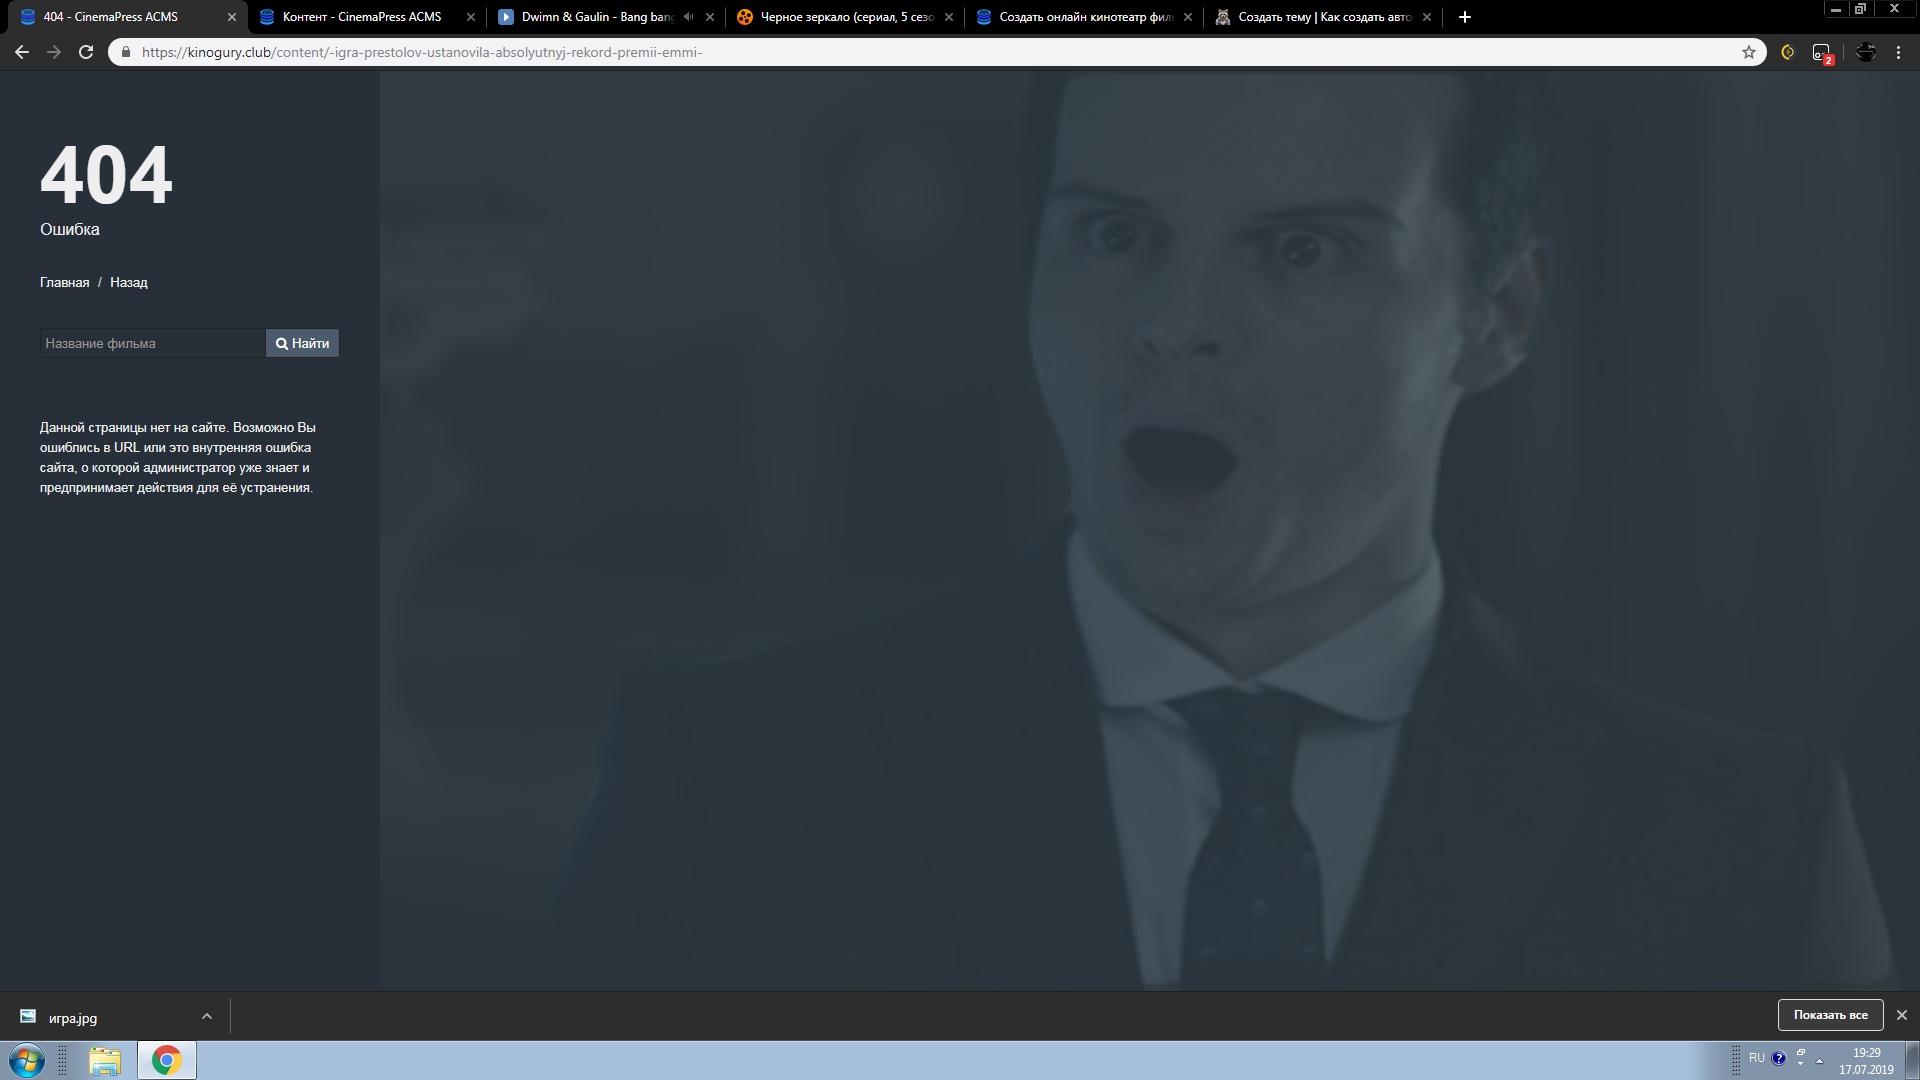 404 - CinemaPress ACMS
Контент - CinemaPress ACMS
Dwimn & Gaulin - Bang bang
Черное зеркало (сериал, 5 сезо
Создать онлайн кинотеатр фил
Создать тему | Как создать авто
https://kinogury.club/content/-igra-prestolov-ustanovila-absolyutnyj-rekord-premii-emmi-
2
404
Ошибка
Главная / Назад
Название фильма
Найти
Данной страницы нет на сайте. Возможно Вы
ошиблись в URL или это внутренняя ошибка
сайта, о которой администратор уже знает и
предпринимает действия для её устранения.
игра.jpg
Показать все
RU
19:29
17.07.2019